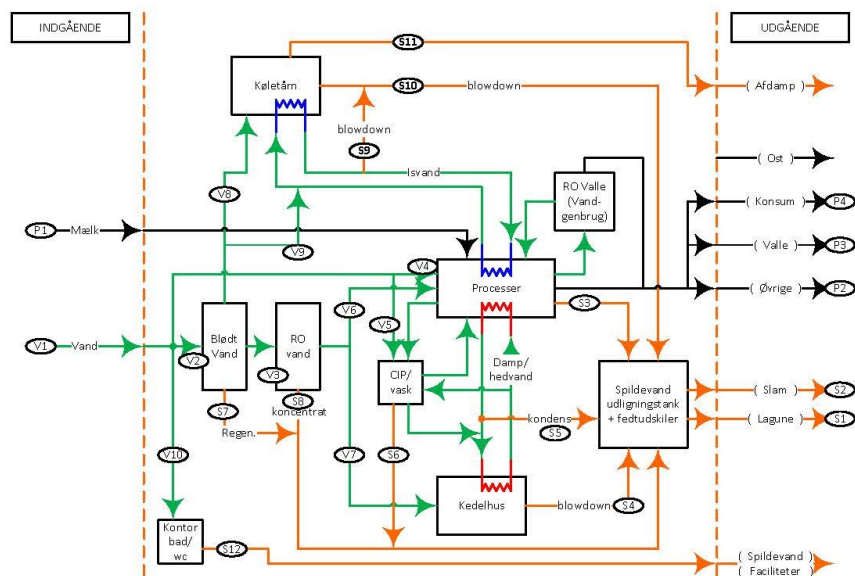 INDGÅENDE
UDGÅENDE
S11
Køletårn
S10
blowdown
( Afdamp )
blowdown
S9
Isvand
( Ost )
RO Valle
(Vand-
genbrug)
V8
( Konsum )
P4
P1
Mælk
V9
( Valle )
P3
V4
Processer
( Øvrige )
P2
V6
S3
V5
V1
Vand
V2
Blødt
Vand
V3
RO
vand
Damp/
hedvand
CIP/
vask
Spildevand
udligningstank
+ fedtudskiler
( Slam )
S2
S7
S8
koncentrat
kondens
S5
( Lagune )
S1
Regen.
V10
V7
S6
Kedelhus
blowdown
S4
Kontor
bad/
wc
S12
( Spildevand )
( Faciliteter )